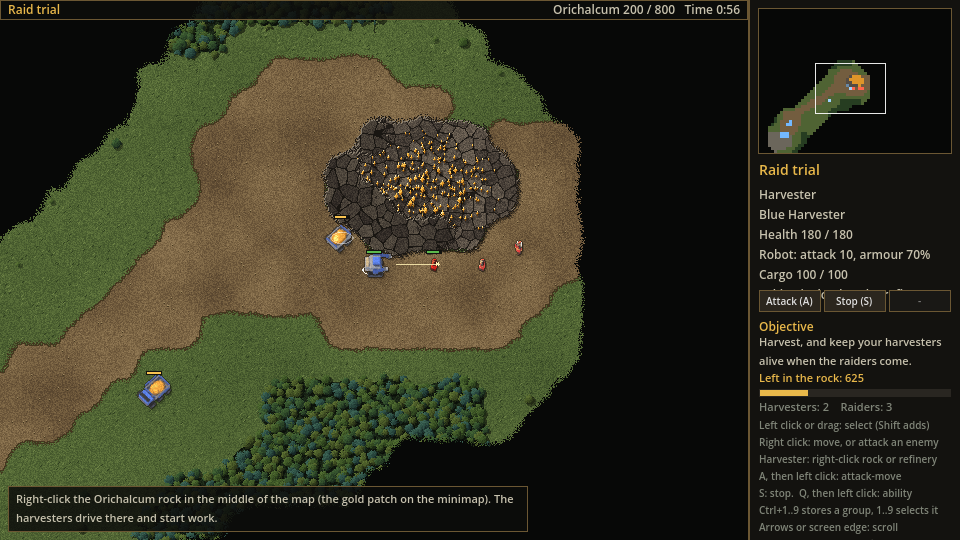 Raid trial
Orichalcum 200 / 800 Time 0:56
Raid trial
Harvester
Blue Harvester
Health 180 / 180
Robot: attack 10, armour 70%
Cargo 100 / 100
Attack (A) Stop (S) -
Objective
Harvest, and keep your harvesters
alive when the raiders come.
Left in the rock: 625
Harvesters: 2 Raiders: 3
Left click or drag: select (Shift adds)
Right click: move, or attack an enemy
Harvester: right-click rock or refinery
A, then left click: attack-move
S: stop. Q, then left click: ability
Ctrl+1..9 stores a group, 1..9 selects it
Arrows or screen edge: scroll
Right-click the Orichalcum rock in the middle of the map (the gold patch on the minimap). The
harvesters drive there and start work.